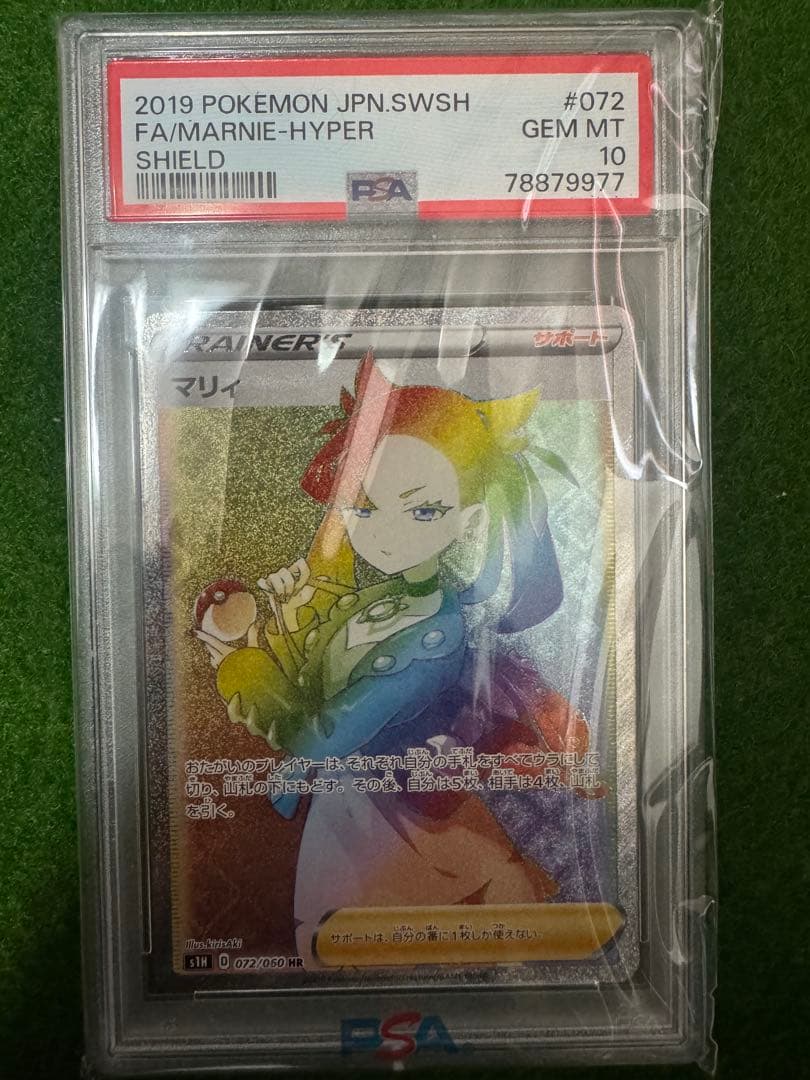 2019 POKEMON JPN.SWSH #072
FA/MARNIE-HYPER GEM MT
SHIELD 10
PSA 78879977
TRAINER'S サポート
マリィ
おたがいのプレイヤーは、それぞれ自分の手札をすべてウラにして
切り、山札の下にもどす。その後、自分は5枚、相手は4枚、山札
を引く。
サポートは、自分の番に1枚しか使えない。
Illus.kirisAki
s1H D 072/060 HR
PSA